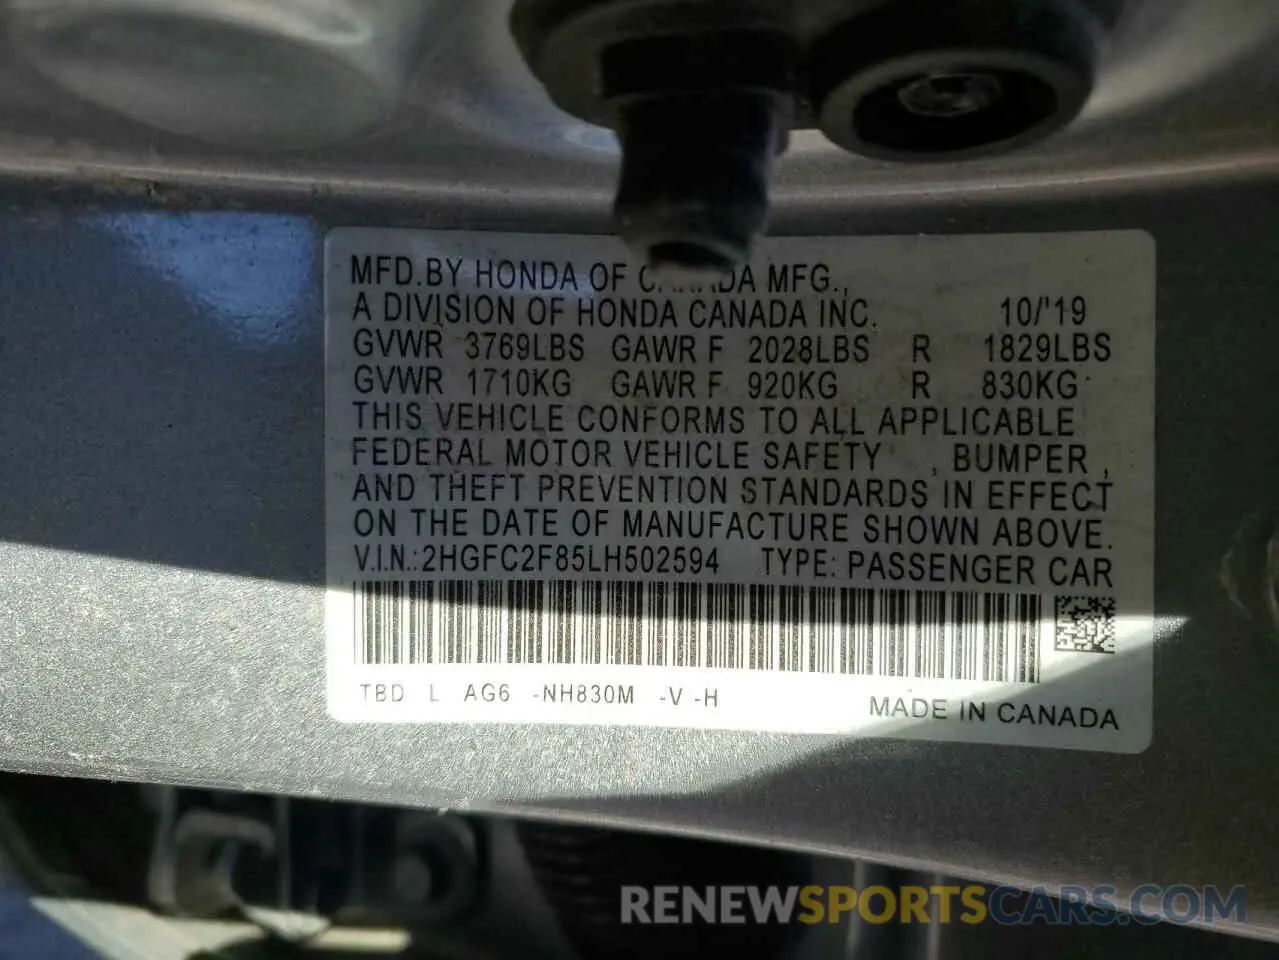 MFD.BY HONDA OF MFG.,
A DIVISION OF HONDA CANADA INC. 10/'19
GVWR 3769LBS GAWR F 2028LBS R 1829LBS
GVWR 1710KG GAWR F 920KG R 830KG
THIS VEHICLE CONFORMS TO ALL APPLICABLE
FEDERAL MOTOR VEHICLE SAFETY , BUMPER ,
AND THEFT PREVENTION STANDARDS IN EFFECT
ON THE DATE OF MANUFACTURE SHOWN ABOVE.
V.I.N.: 2HGFC2F85LH502594 TYPE: PASSENGER CAR
TBD L AG6 -NH830M -V -H
MADE IN CANADA
RENEWSPORTSCARS.COM